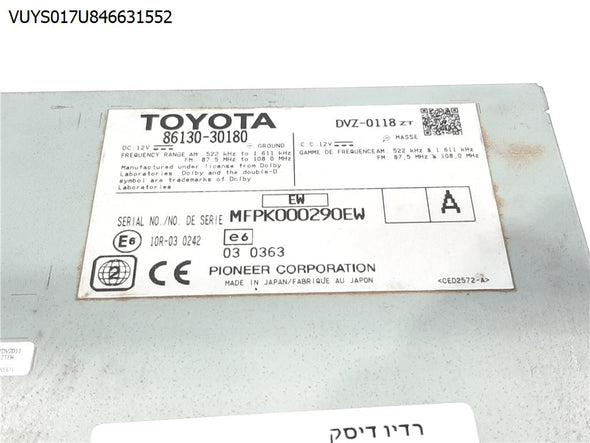 VUYS017U846631552
TOYOTA
86130-30180
DVZ-0118 ZT
DC 12V GROUND
FREQUENCY RANGE AM: 522 kHz to 1 611 kHz
FM: 87.5 MHz to 108.0 MHz
C.C. 12V MASSE
GAMME DE FREQUENCE AM: 522 kHz à 1 611 kHz
FM: 87.5 MHz à 108.0 MHz
Manufactured under license from Dolby
Laboratories Dolby and the double-D
symbol are trademarks of Dolby
Laboratories
EW
SERIAL NO./NO. DE SERIE MFPK000290EW
A
E6 10R-03 0242 e6
03 0363
2 CE PIONEER CORPORATION
MADE IN JAPAN/FABRIQUE AU JAPON
<CED2572-A>
רדיו דיסק